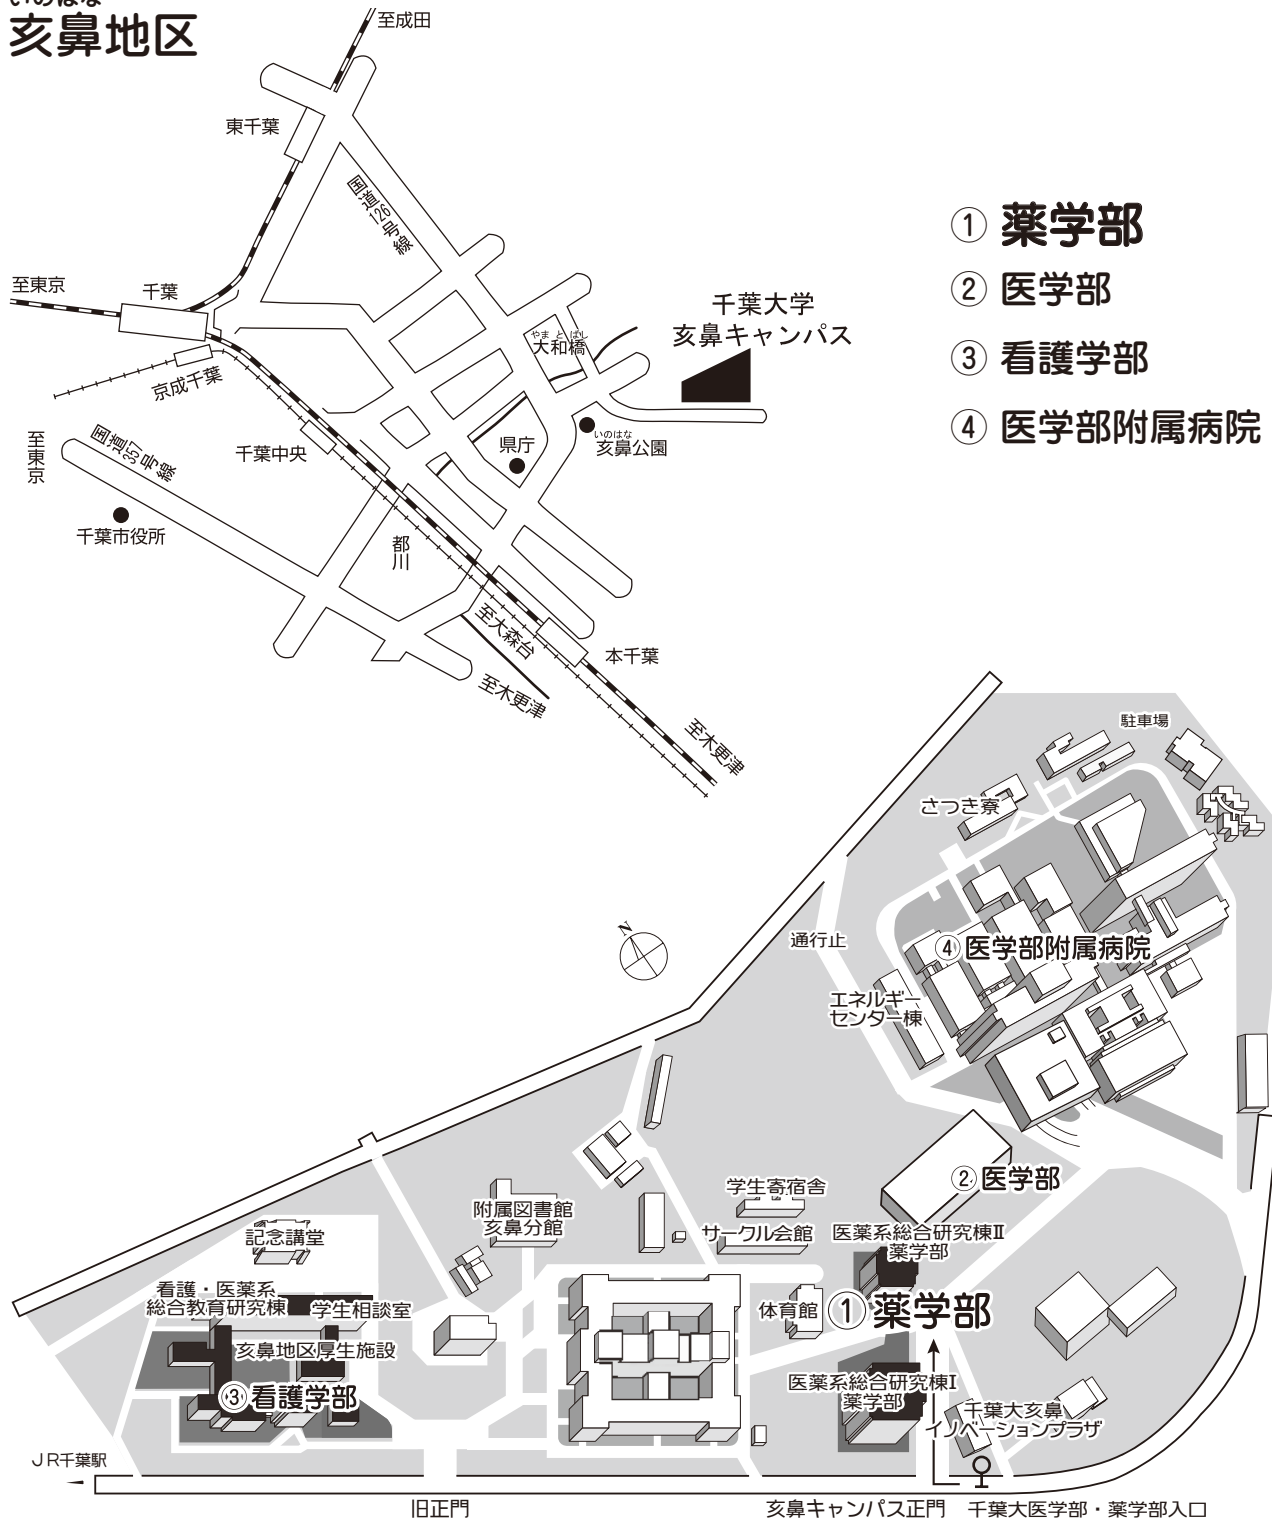 いのはな
亥鼻地区
至成田
東千葉
国道126号線
至東京
千葉
京成千葉
千葉中央
至東京
国道357号線
千葉市役所
都川
やまとばし
大和橋
県庁
いのはな
亥鼻公園
千葉大学
亥鼻キャンパス
至大森台
至木更津
本千葉
至木更津
① 薬学部
② 医学部
③ 看護学部
④ 医学部附属病院
駐車場
さつき寮
通行止
④ 医学部附属病院
エネルギー
センター棟
N
② 医学部
学生寄宿舎
附属図書館
亥鼻分館
サークル会館
医薬系総合研究棟Ⅱ
薬学部
記念講堂
看護・医薬系
総合教育研究棟
学生相談室
体育館
① 薬学部
亥鼻地区厚生施設
③ 看護学部
医薬系総合研究棟Ⅰ
薬学部
千葉大亥鼻
イノベーションプラザ
ＪＲ千葉駅
旧正門
亥鼻キャンパス正門
千葉大医学部・薬学部入口